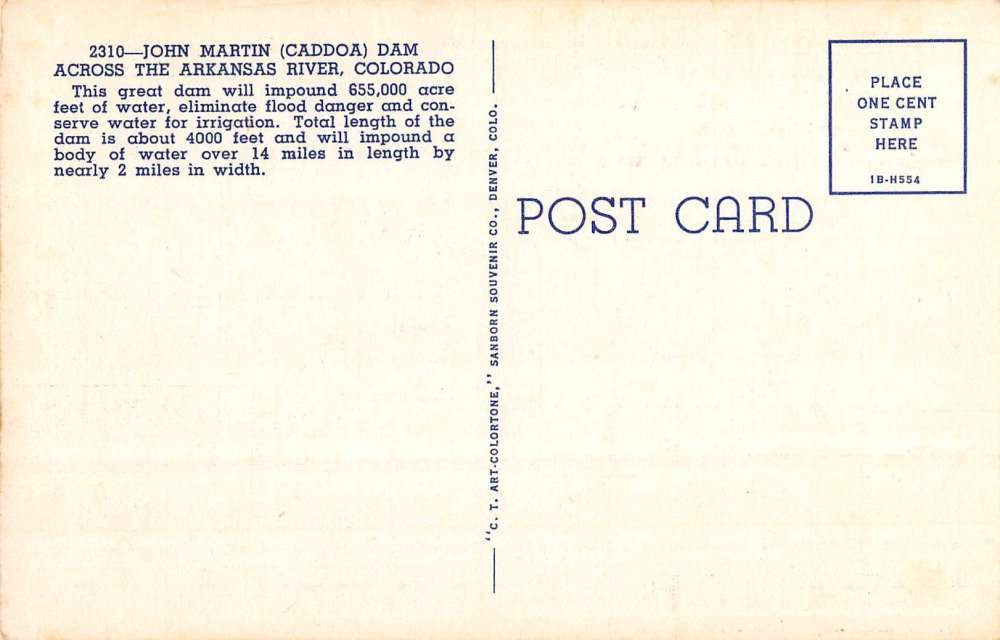 2310—JOHN MARTIN (CADDOA) DAM
ACROSS THE ARKANSAS RIVER, COLORADO
This great dam will impound 655,000 acre
feet of water, eliminate flood danger and con-
serve water for irrigation. Total length of the
dam is about 4000 feet and will impound a
body of water over 14 miles in length by
nearly 2 miles in width.
"C. T. ART-COLORTONE," SANBORN SOUVENIR CO., DENVER, COLO.
POST CARD
PLACE
ONE CENT
STAMP
HERE
1B-H554